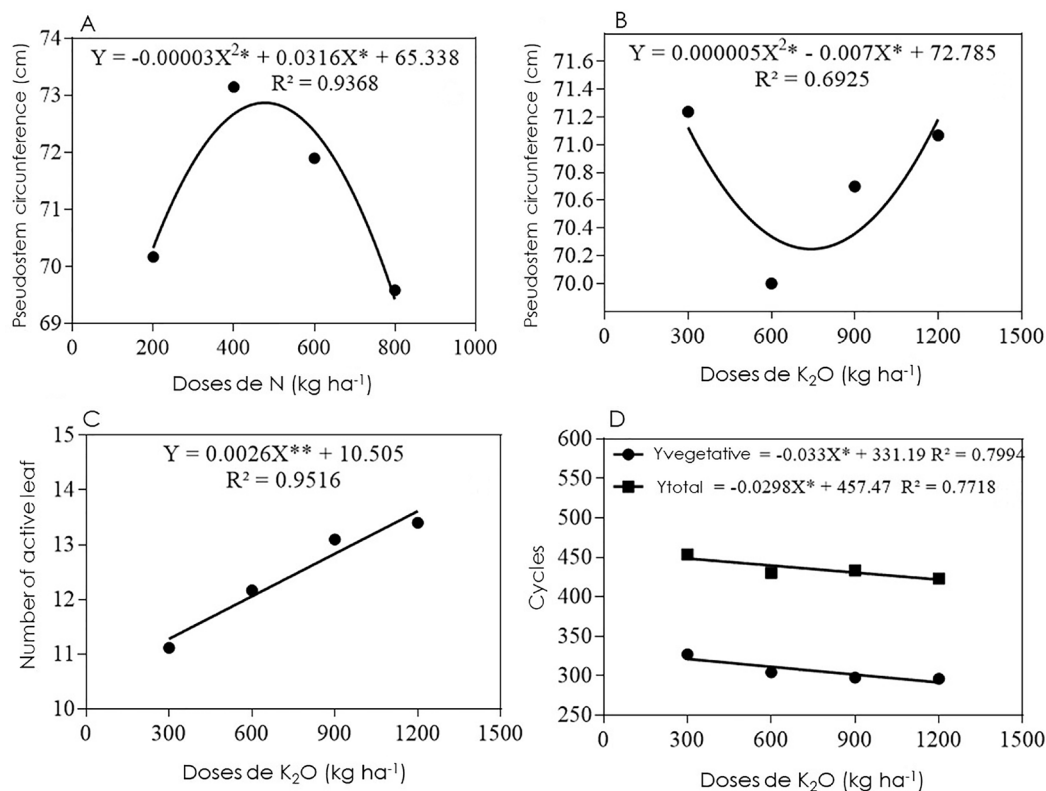 A
Y = -0.00003X²* + 0.0316X* + 65.338
R² = 0.9368
Pseudostem circunference (cm)
74
73
72
71
70
69
0 200 400 600 800 1000
Doses de N (kg ha⁻¹)
B
Y = 0.000005X²* - 0.007X* + 72.785
R² = 0.6925
Pseudostem circunference (cm)
71.6
71.4
71.2
71.0
70.8
70.6
70.4
70.2
70.0
0 300 600 900 1200 1500
Doses de K₂O (kg ha⁻¹)
C
Y = 0.0026X** + 10.505
R² = 0.9516
Number of active leaf
15
14
13
12
11
10
0 300 600 900 1200 1500
Doses de K₂O (kg ha⁻¹)
D
Yvegetative = -0.033X* + 331.19 R² = 0.7994
Ytotal = -0.0298X* + 457.47 R² = 0.7718
Cycles
600
550
500
450
400
350
300
250
0 300 600 900 1200 1500
Doses de K₂O (kg ha⁻¹)